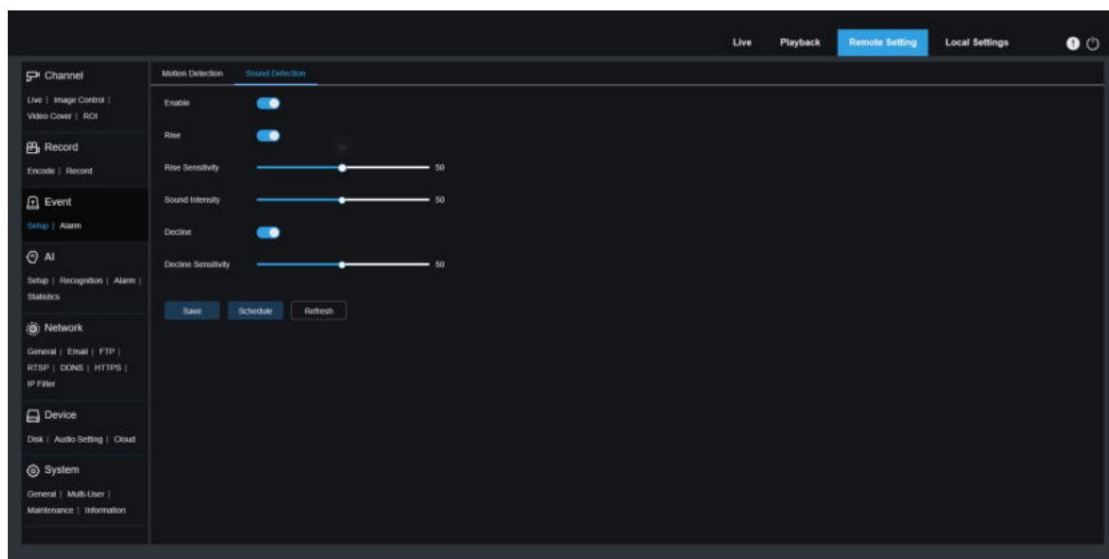 Live Playback Remote Setting Local Settings
Channel
Live | Image Control |
Video Cover | ROI
Record
Encode | Record
Event
Setup | Alarm
AI
Setup | Recognition | Alarm |
Statistics
Network
General | Email | FTP |
RTSP | DDNS | HTTPS |
IP Filter
Device
Disk | Audio Setting | Cloud
System
General | Multi-User |
Maintenance | Information
Motion Detection Sound Detection
Enable
Rise
Rise Sensitivity 50
Sound Intensity 50
Decline
Decline Sensitivity 50
Save Schedule Refresh